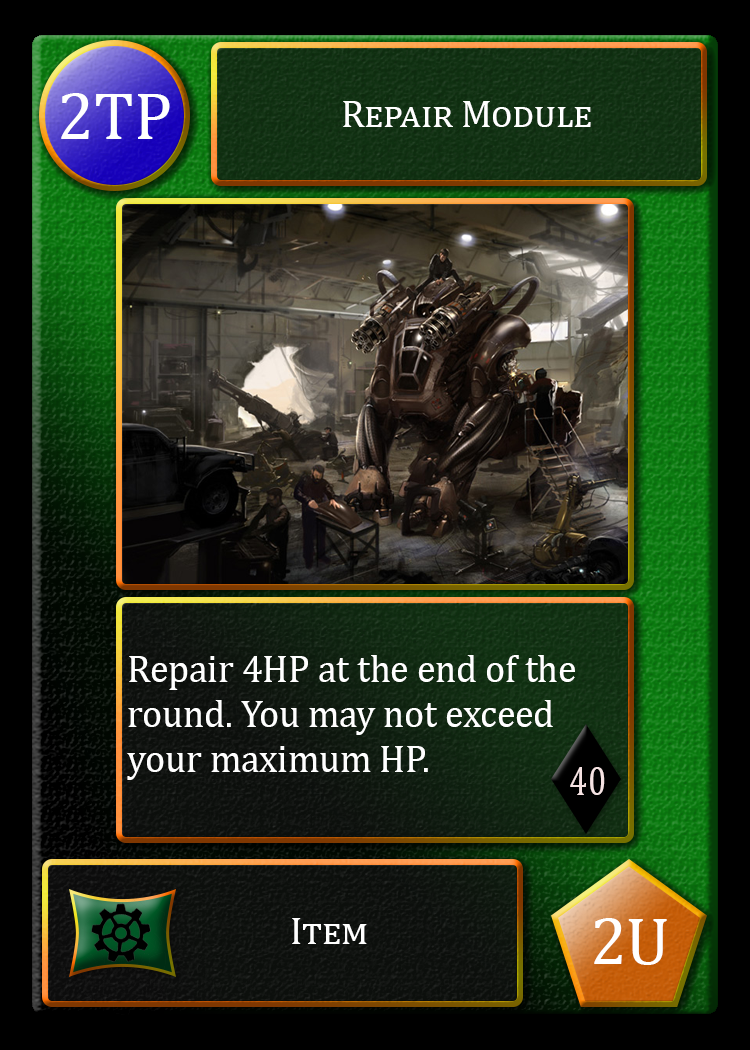 2TP
Repair Module
Repair 4HP at the end of the
round. You may not exceed
your maximum HP.
40
Item
2U